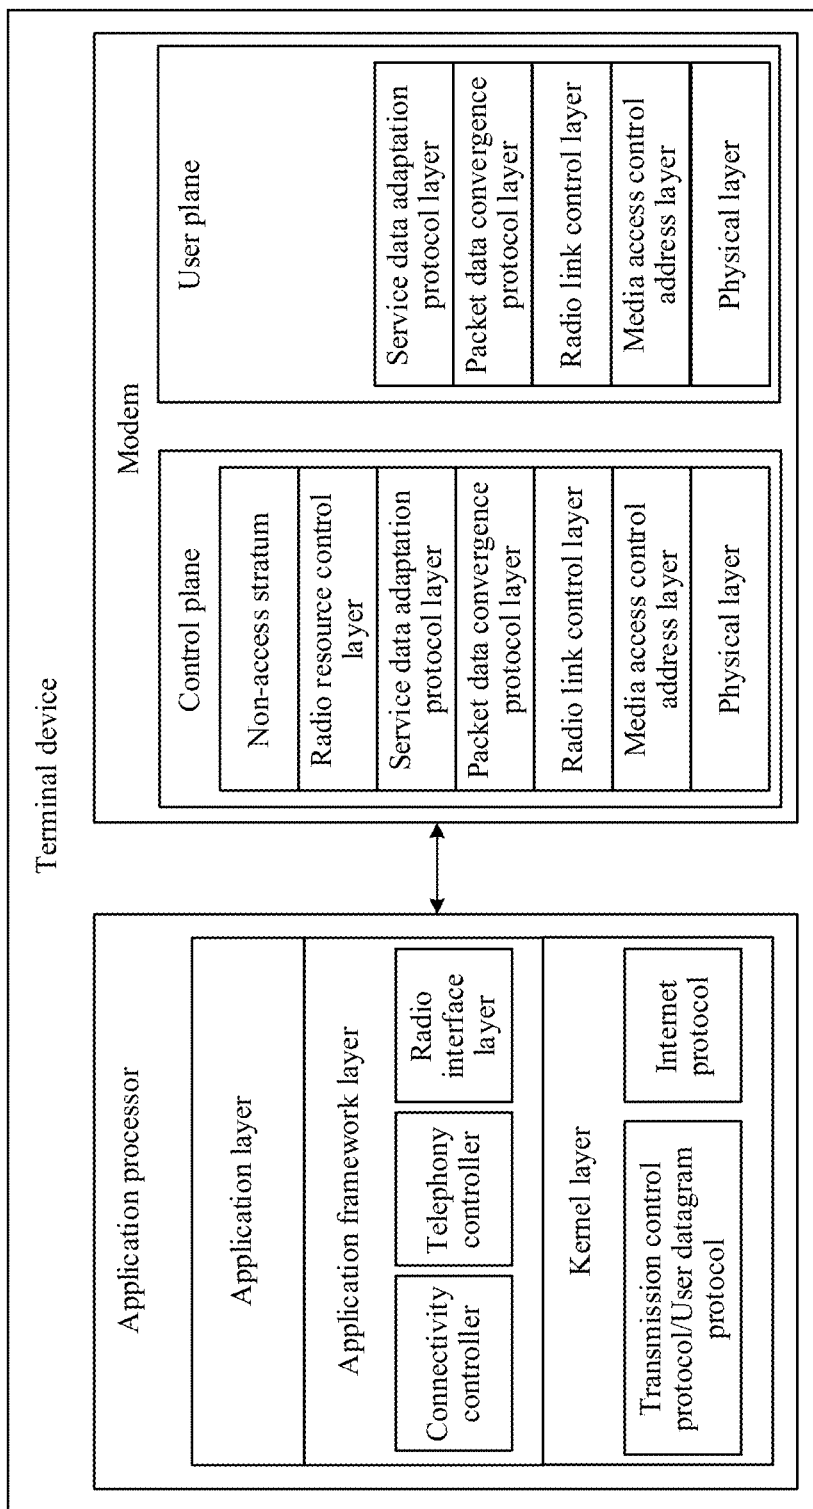 Terminal device
Application processor
Application layer
Application framework layer
Connectivity
controller
Telephony
controller
Radio
interface
layer
Kernel layer
Transmission control
protocol/User datagram
protocol
Internet
protocol
Modem
Control plane
Non-access stratum
Radio resource control
layer
Service data adaptation
protocol layer
Packet data convergence
protocol layer
Radio link control layer
Media access control
address layer
Physical layer
User plane
Service data adaptation
protocol layer
Packet data convergence
protocol layer
Radio link control layer
Media access control
address layer
Physical layer